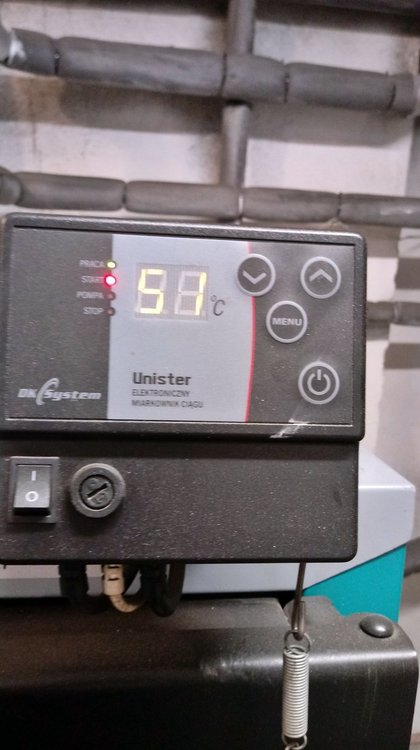 PRACA
START
POMPA
STOP
51 °C
MENU
Unister
ELEKTRONICZNY
MIARKOWNIK CIĄGU
DK System
I
O